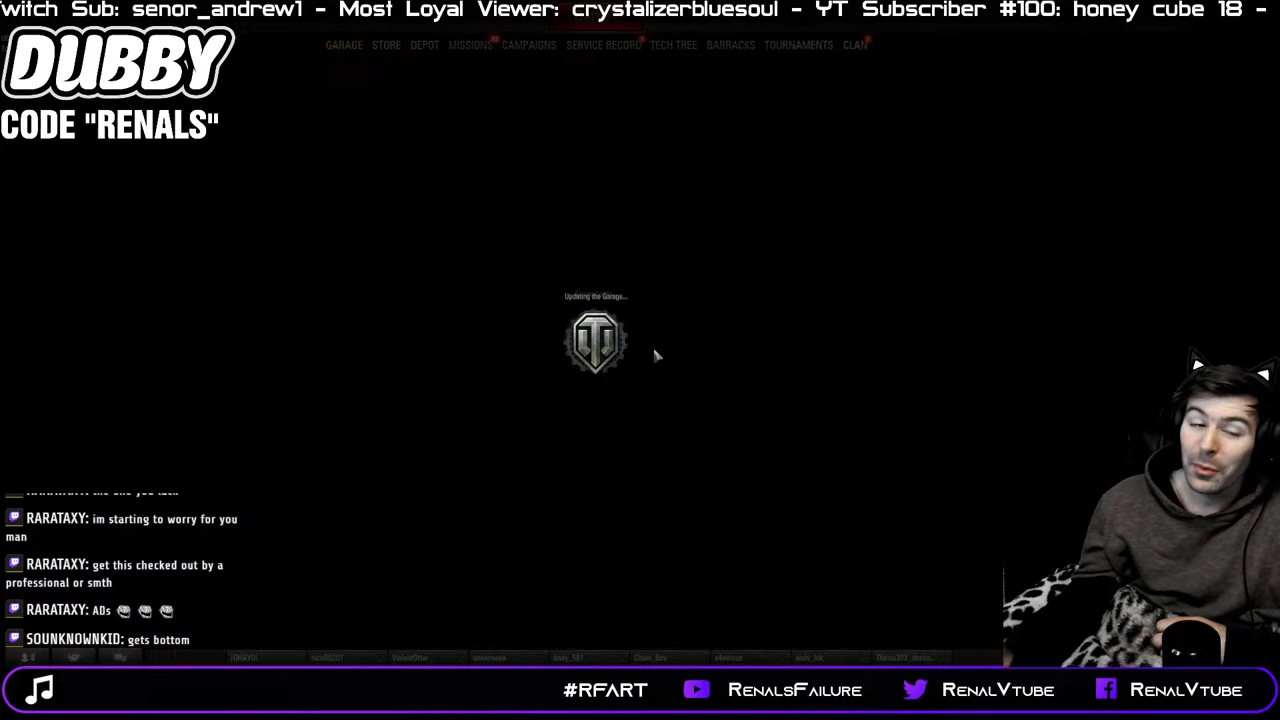 witch Sub: senor_andrew1 - Most Loyal Viewer: crystalizerbluesoul - YT Subscriber #100: honey cube 18 -
GARAGE STORE DEPOT MISSIONS CAMPAIGNS SERVICE RECORD TECH TREE BARRACKS TOURNAMENTS CLAN
DUBBY
CODE "RENALS"
Updating the Garage...
RARATAXY: im starting to worry for you
man
RARATAXY: get this checked out by a
professional or smth
RARATAXY: ADs
SOUNKNOWNKID: gets bottom
#RFART RENALSFAILURE RENALVTUBE RENALVTUBE